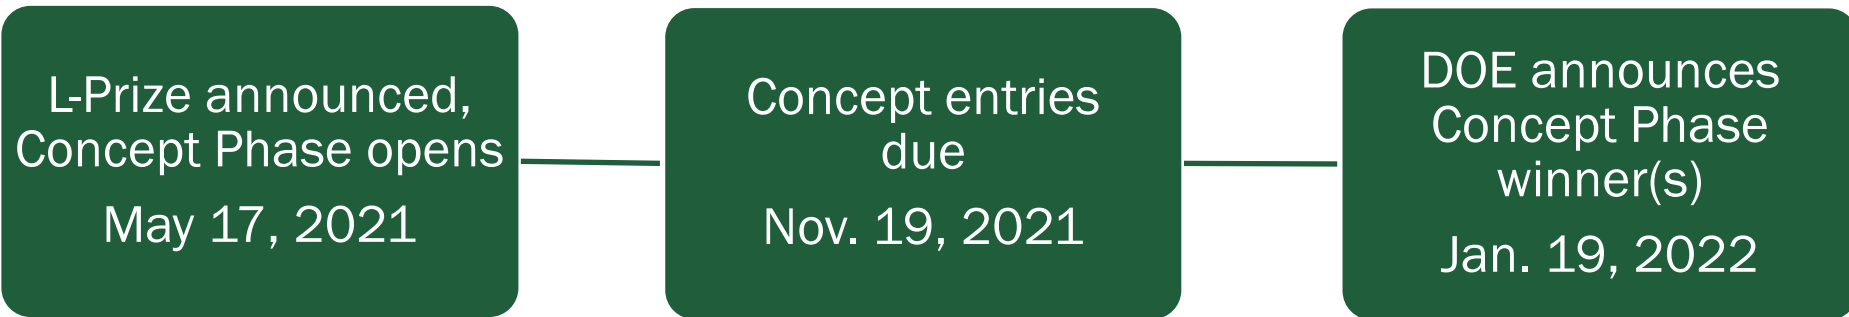 L-Prize announced,
Concept Phase opens
May 17, 2021
Concept entries
due
Nov. 19, 2021
DOE announces
Concept Phase
winner(s)
Jan. 19, 2022